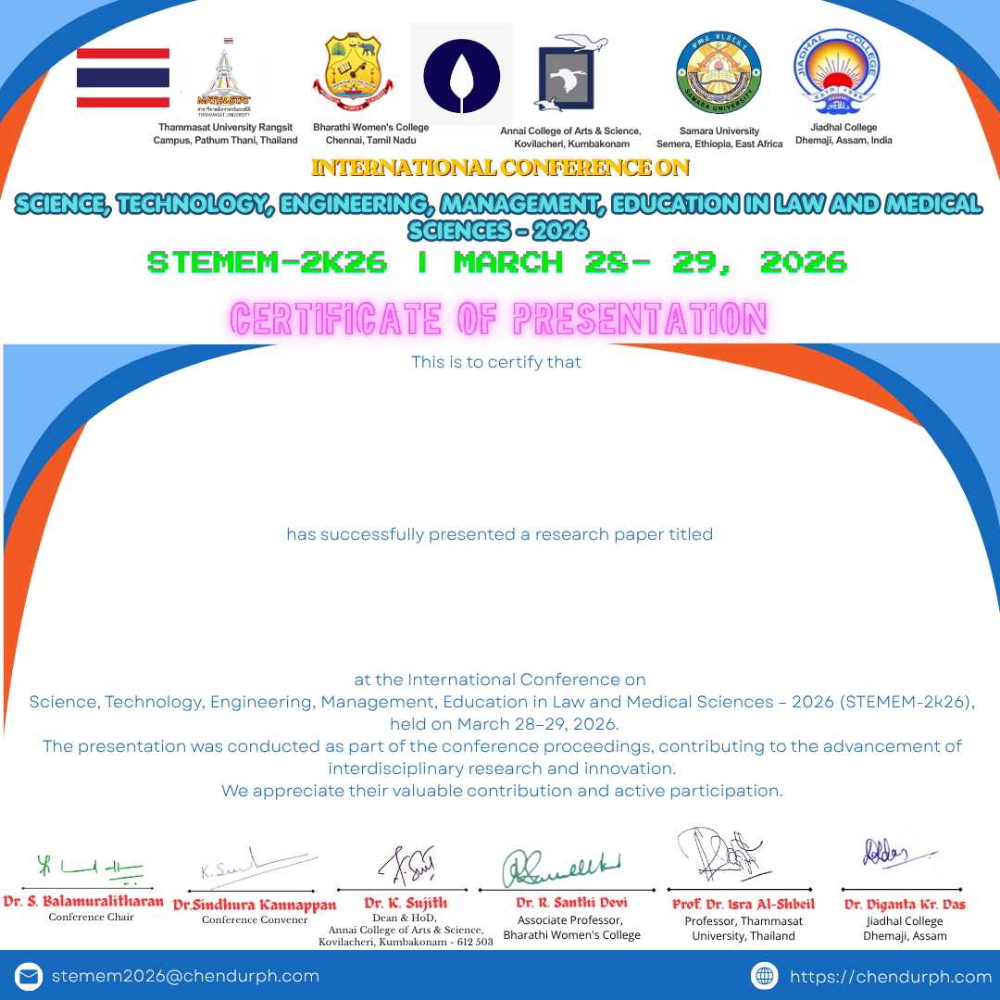 MATH&STAT
THAMMASAT UNIVERSITY
Thammasat University Rangsit
Campus, Pathum Thani, Thailand
Bharathi Women's College
Chennai, Tamil Nadu
Annai College of Arts & Science,
Kovilacheri, Kumbakonam
SAMARA UNIVERSITY
Samara University
Semera, Ethiopia, East Africa
JIADHAL COLLEGE
Jiadhal College
Dhemaji, Assam, India
INTERNATIONAL CONFERENCE ON
SCIENCE, TECHNOLOGY, ENGINEERING, MANAGEMENT, EDUCATION IN LAW AND MEDICAL
SCIENCES – 2026
STEMEM-2K26 | MARCH 28- 29, 2026
CERTIFICATE OF PRESENTATION
This is to certify that
has successfully presented a research paper titled
at the International Conference on
Science, Technology, Engineering, Management, Education in Law and Medical Sciences – 2026 (STEMEM-2k26),
held on March 28–29, 2026.
The presentation was conducted as part of the conference proceedings, contributing to the advancement of
interdisciplinary research and innovation.
We appreciate their valuable contribution and active participation.
Dr. S. Balamuralitharan
Conference Chair
Dr.Sindhura Kannappan
Conference Convener
Dr. K. Sujith
Dean & HoD,
Annai College of Arts & Science,
Kovilacheri, Kumbakonam - 612 503
Dr. R. Santhi Devi
Associate Professor,
Bharathi Women's College
Prof. Dr. Isra Al-Shbeil
Professor, Thammasat
University, Thailand
Dr. Diganta Kr. Das
Jiadhal College
Dhemaji, Assam
stemem2026@chendurph.com
https://chendurph.com